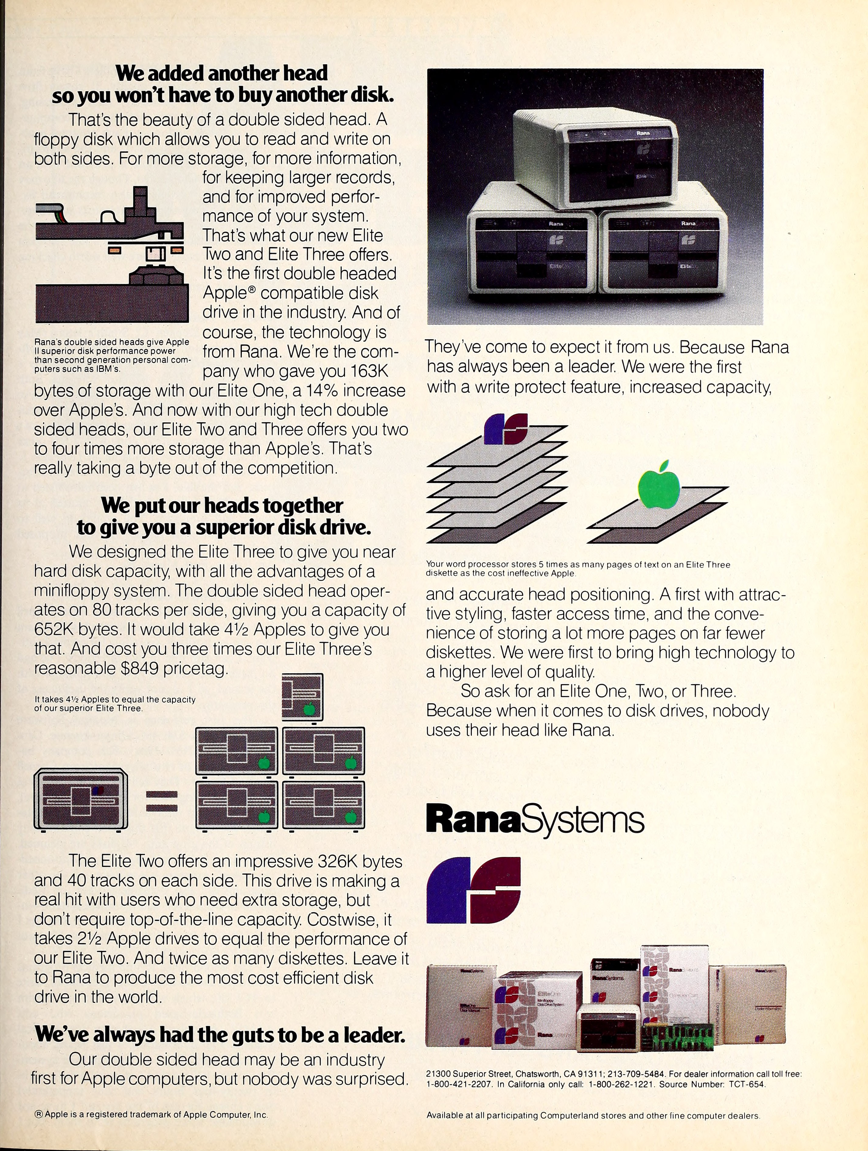 We added another head
so you won't have to buy another disk.
That's the beauty of a double sided head. A
floppy disk which allows you to read and write on
both sides. For more storage, for more information,
for keeping larger records,
and for improved perfor-
mance of your system.
That's what our new Elite
Two and Elite Three offers.
It's the first double headed
Apple® compatible disk
drive in the industry. And of
course, the technology is
from Rana. We're the com-
pany who gave you 163K
bytes of storage with our Elite One, a 14% increase
over Apple's. And now with our high tech double
sided heads, our Elite Two and Three offers you two
to four times more storage than Apple's. That's
really taking a byte out of the competition.
Rana's double sided heads give Apple
II superior disk performance power
than second generation personal com-
puters such as IBM's.
We put our heads together
to give you a superior disk drive.
We designed the Elite Three to give you near
hard disk capacity, with all the advantages of a
minifloppy system. The double sided head oper-
ates on 80 tracks per side, giving you a capacity of
652K bytes. It would take 4½ Apples to give you
that. And cost you three times our Elite Three's
reasonable $849 pricetag.
It takes 4½ Apples to equal the capacity
of our superior Elite Three.
The Elite Two offers an impressive 326K bytes
and 40 tracks on each side. This drive is making a
real hit with users who need extra storage, but
don't require top-of-the-line capacity. Costwise, it
takes 2½ Apple drives to equal the performance of
our Elite Two. And twice as many diskettes. Leave it
to Rana to produce the most cost efficient disk
drive in the world.
We've always had the guts to be a leader.
Our double sided head may be an industry
first for Apple computers, but nobody was surprised.
® Apple is a registered trademark of Apple Computer, Inc.
Rana
Rana
Rana
They've come to expect it from us. Because Rana
has always been a leader. We were the first
with a write protect feature, increased capacity,
Your word processor stores 5 times as many pages of text on an Elite Three
diskette as the cost ineffective Apple.
and accurate head positioning. A first with attrac-
tive styling, faster access time, and the conve-
nience of storing a lot more pages on far fewer
diskettes. We were first to bring high technology to
a higher level of quality.
So ask for an Elite One, Two, or Three.
Because when it comes to disk drives, nobody
uses their head like Rana.
RanaSystems
21300 Superior Street, Chatsworth, CA 91311; 213-709-5484. For dealer information call toll free:
1-800-421-2207. In California only call: 1-800-262-1221. Source Number: TCT-654.
Available at all participating Computerland stores and other fine computer dealers.